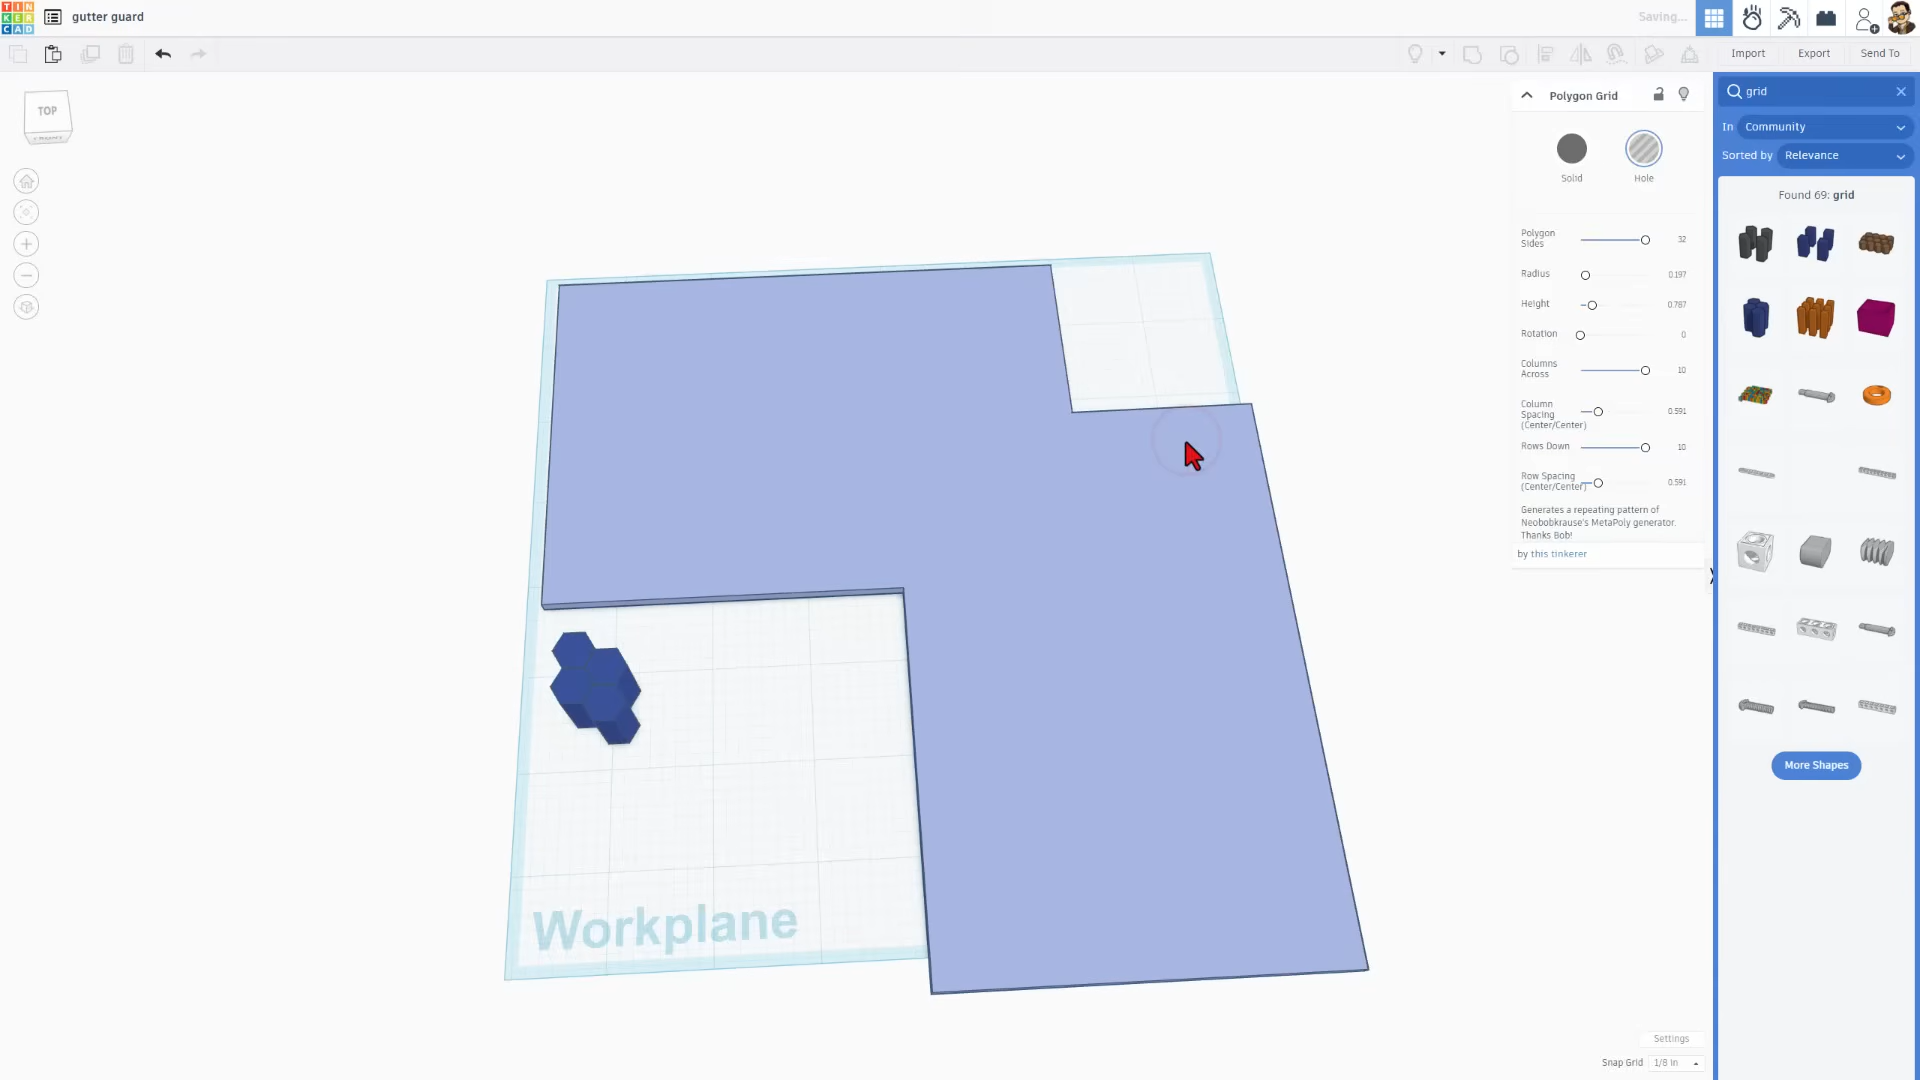 TIN
KER
CAD
gutter guard
Saving...
Import
Export
Send To
TOP
Polygon Grid
Solid
Hole
Polygon Sides
32
Radius
0.197
Height
0.787
Rotation
0
Columns Across
10
Column Spacing (Center/Center)
0.591
Rows Down
10
Row Spacing (Center/Center)
0.591
Generates a repeating pattern of
Neobobkrause's MetaPoly generator.
Thanks Bob!
by this tinkerer
grid
In Community
Sorted by Relevance
Found 69: grid
More Shapes
Workplane
Settings
Snap Grid 1/8 in